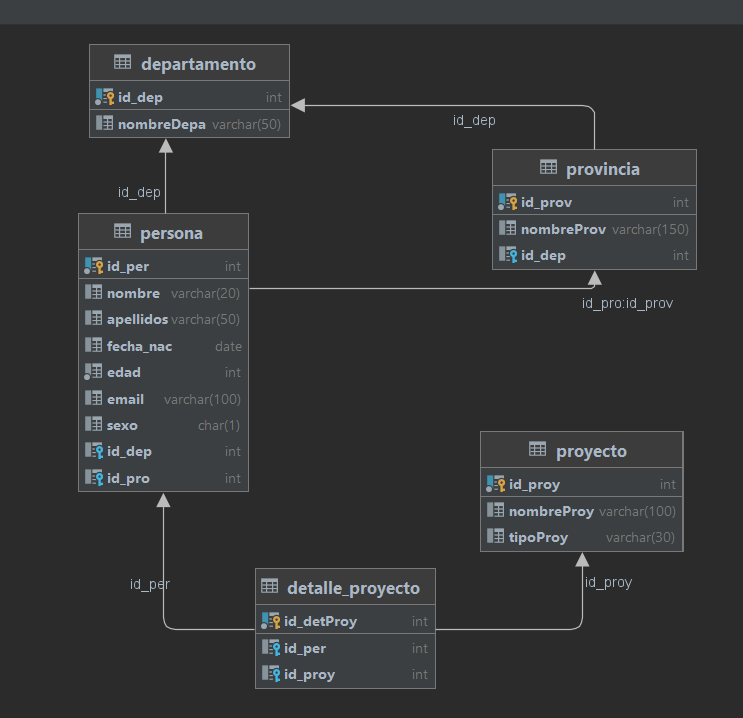 departamento
id_dep int
nombreDepa varchar(50)
id_dep
provincia
id_prov int
nombreProv varchar(150)
id_dep int
id_dep
persona
id_per int
nombre varchar(20)
apellidos varchar(50)
fecha_nac date
edad int
email varchar(100)
sexo char(1)
id_dep int
id_pro int
id_pro:id_prov
proyecto
id_proy int
nombreProy varchar(100)
tipoProy varchar(30)
id_per
id_proy
detalle_proyecto
id_detProy int
id_per int
id_proy int